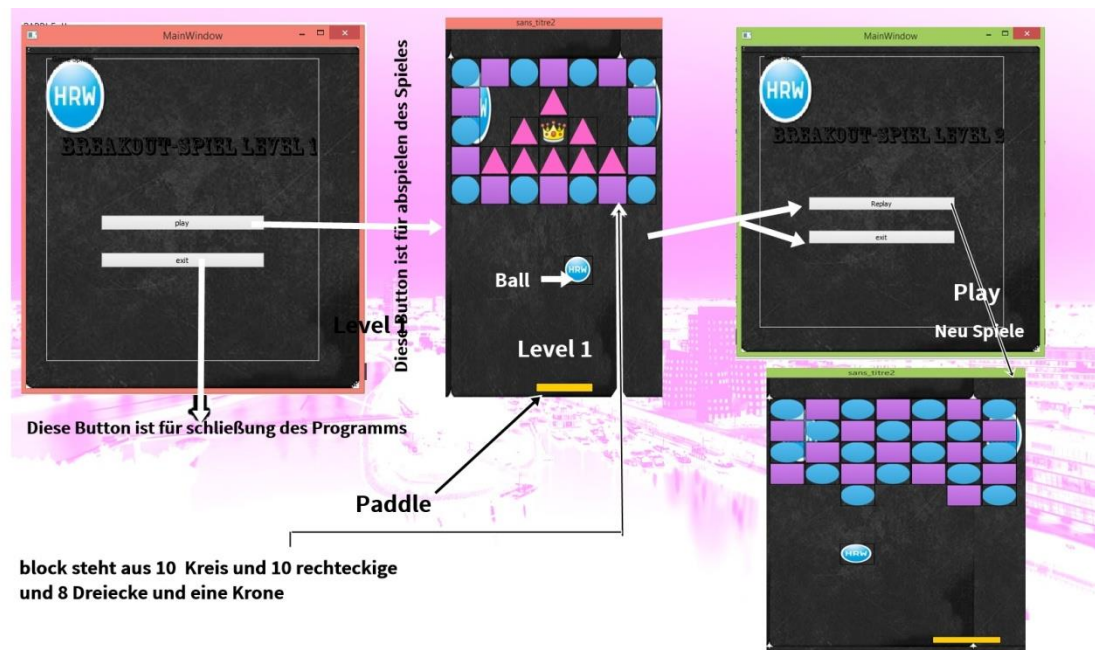 MainWindow
HRW
BREAKOUT-SPIEL LEVEL 1
play
exit
Level 1
Diese Button ist für schließung des Programms
Diese Button ist für abspielen des Spieles
sans_titre2
Ball
HRW
Level 1
Paddle
block steht aus 10 Kreis und 10 rechteckige
und 8 Dreiecke und eine Krone
MainWindow
HRW
BREAKOUT-SPIEL LEVEL 2
Replay
exit
Play
Neu Spiele
sans_titre2
HRW